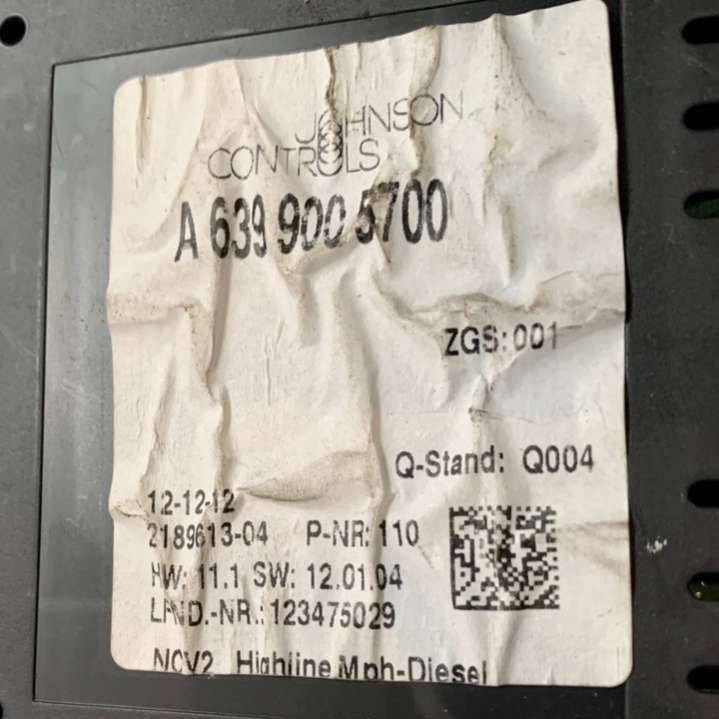 JOHNSON
CONTROLS
A 639 900 5700
ZGS:001
Q-Stand: Q004
12-12-12
2189613-04 P-NR: 110
HW: 11.1 SW: 12.01.04
LFND.-NR.: 123475029
NCV2 Highline Mph-Diesel